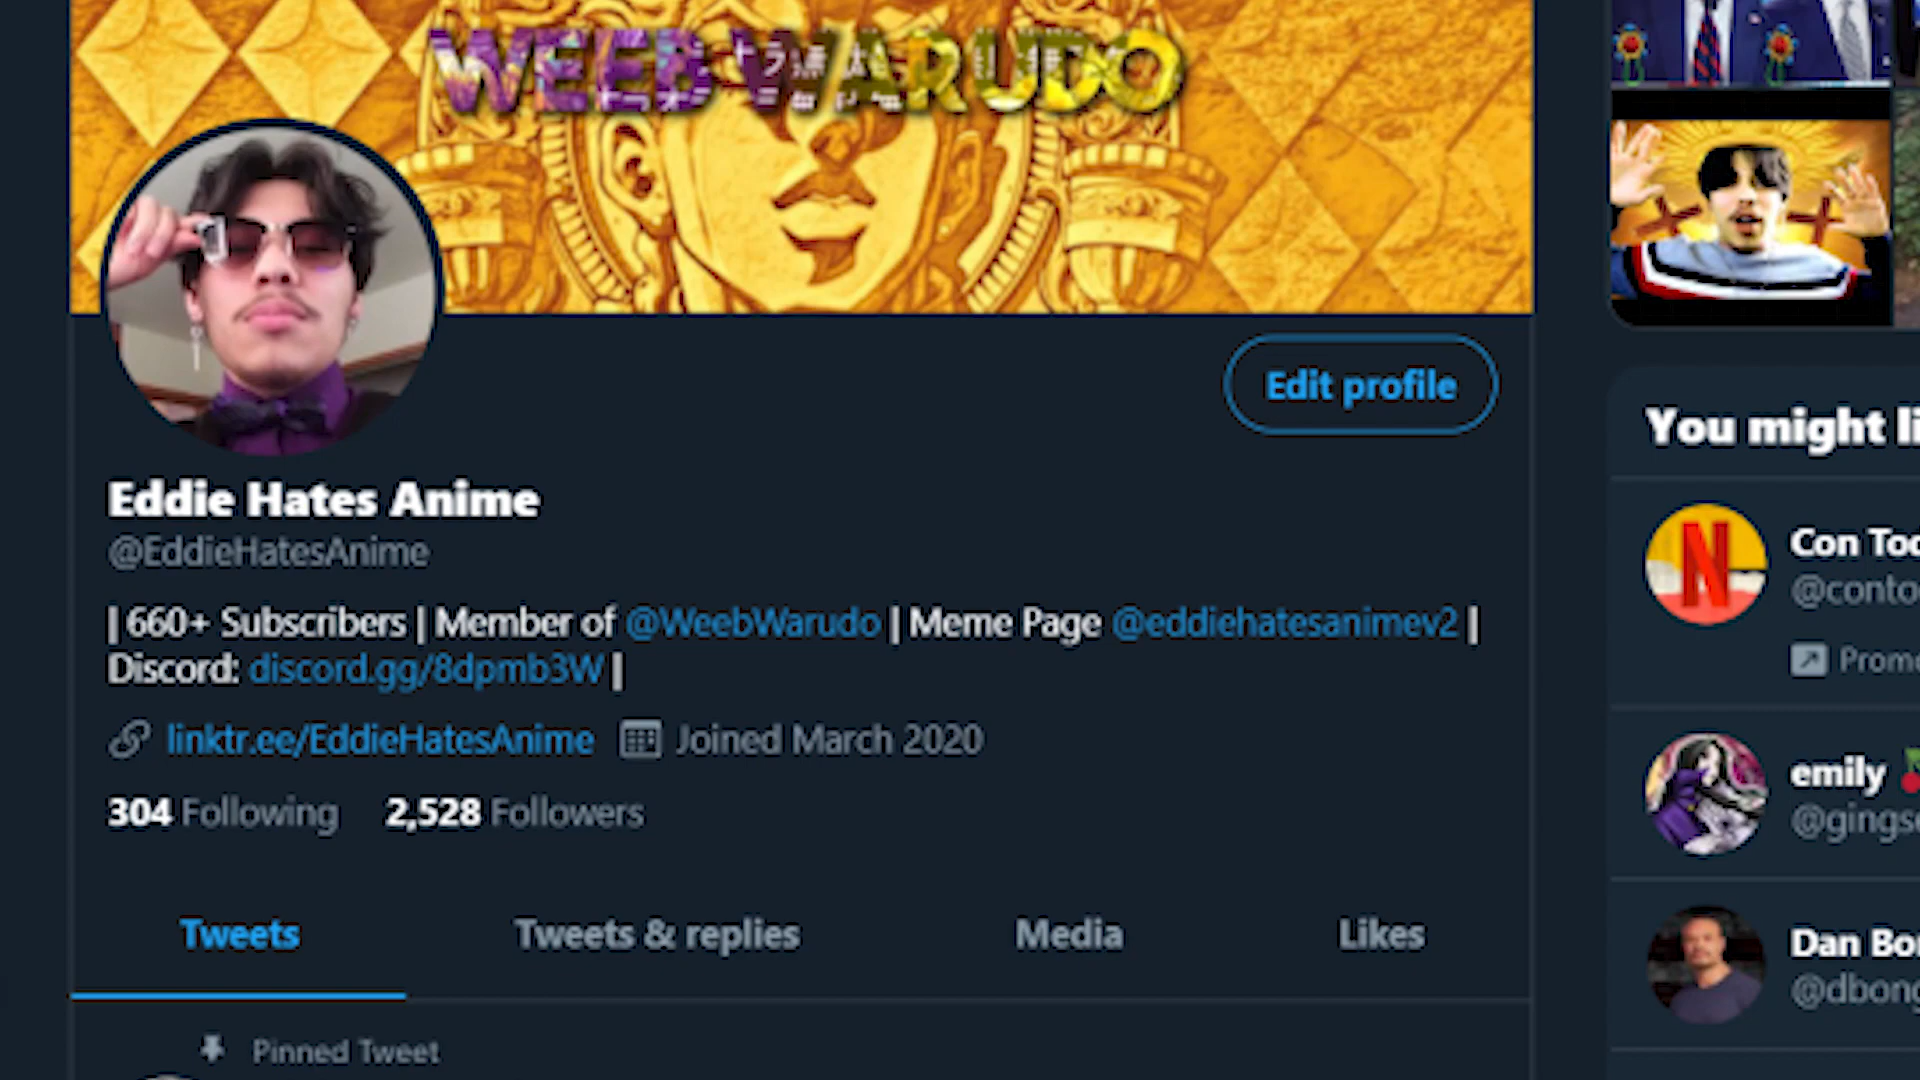 WEEB WARUDO
Edit profile
Eddie Hates Anime
@EddieHatesAnime
| 660+ Subscribers | Member of @WeebWarudo | Meme Page @eddiehatesanimev2 |
Discord: discord.gg/8dpmb3W |
linktr.ee/EddieHatesAnime Joined March 2020
304 Following 2,528 Followers
Tweets Tweets & replies Media Likes
Pinned Tweet
You might li
N
Con Too
@conto
Prom
emily
@gings
Dan Bo
@dbong